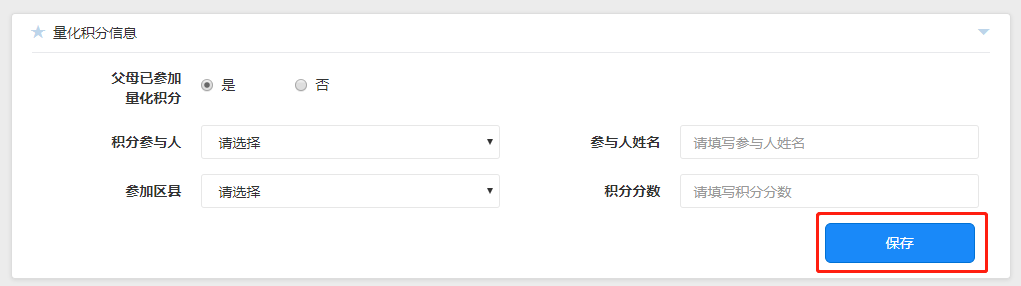 量化积分信息
父母已参加
量化积分
是
否
积分参与人
请选择
参与人姓名
请填写参与人姓名
参加区县
请选择
积分分数
请填写积分分数
保存